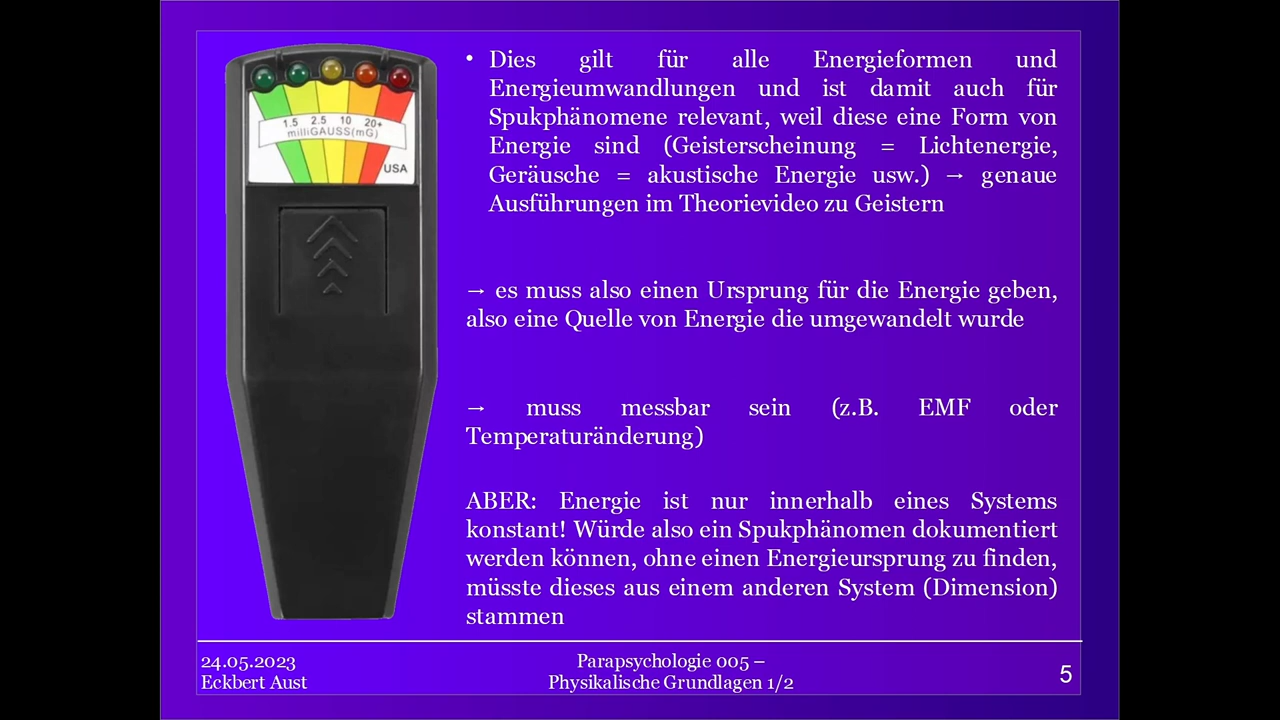 1.5 2.5 10 20+
milliGAUSS(mG)
USA
• Dies gilt für alle Energieformen und
Energieumwandlungen und ist damit auch für
Spukphänomene relevant, weil diese eine Form von
Energie sind (Geisterscheinung = Lichtenergie,
Geräusche = akustische Energie usw.) → genaue
Ausführungen im Theorievideo zu Geistern
→ es muss also einen Ursprung für die Energie geben,
also eine Quelle von Energie die umgewandelt wurde
→ muss messbar sein (z.B. EMF oder
Temperaturänderung)
ABER: Energie ist nur innerhalb eines Systems
konstant! Würde also ein Spukphänomen dokumentiert
werden können, ohne einen Energieursprung zu finden,
müsste dieses aus einem anderen System (Dimension)
stammen
24.05.2023
Eckbert Aust
Parapsychologie 005 –
Physikalische Grundlagen 1/2
5